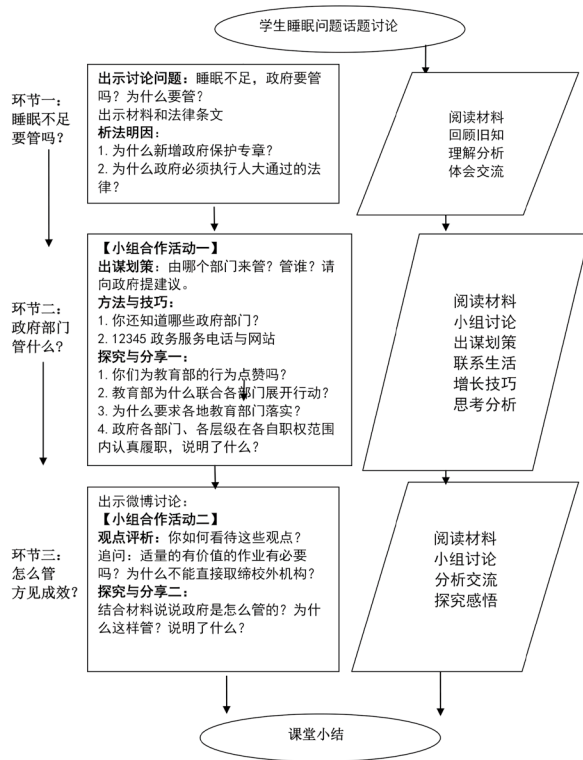 学生睡眠问题话题讨论
环节一：
睡眠不足
要管吗？
出示讨论问题：睡眠不足，政府要管
吗？为什么要管？
出示材料和法律条文
析法明因：
1.为什么新增政府保护专章？
2.为什么政府必须执行人大通过的法
律？
阅读材料
回顾旧知
理解分析
体会交流
环节二：
政府部门
管什么？
【小组合作活动一】
出谋划策：由哪个部门来管？管谁？请
向政府提建议。
方法与技巧：
1.你还知道哪些政府部门？
2.12345 政务服务电话与网站
探究与分享一：
1.你们为教育部的行为点赞吗？
2.教育部为什么联合各部门展开行动？
3.为什么要求各地教育部门落实？
4.政府各部门、各层级在各自职权范围
内认真履职，说明了什么？
阅读材料
小组讨论
出谋划策
联系生活
增长技巧
思考分析
环节三：
怎么管
方见成效？
出示微博讨论：
【小组合作活动二】
观点评析：你如何看待这些观点？
追问：适量的有价值的作业有必要
吗？为什么不能直接取缔校外机构？
探究与分享二：
结合材料说说政府是怎么管的？为什
么这样管？说明了什么？
阅读材料
小组讨论
分析交流
探究感悟
课堂小结